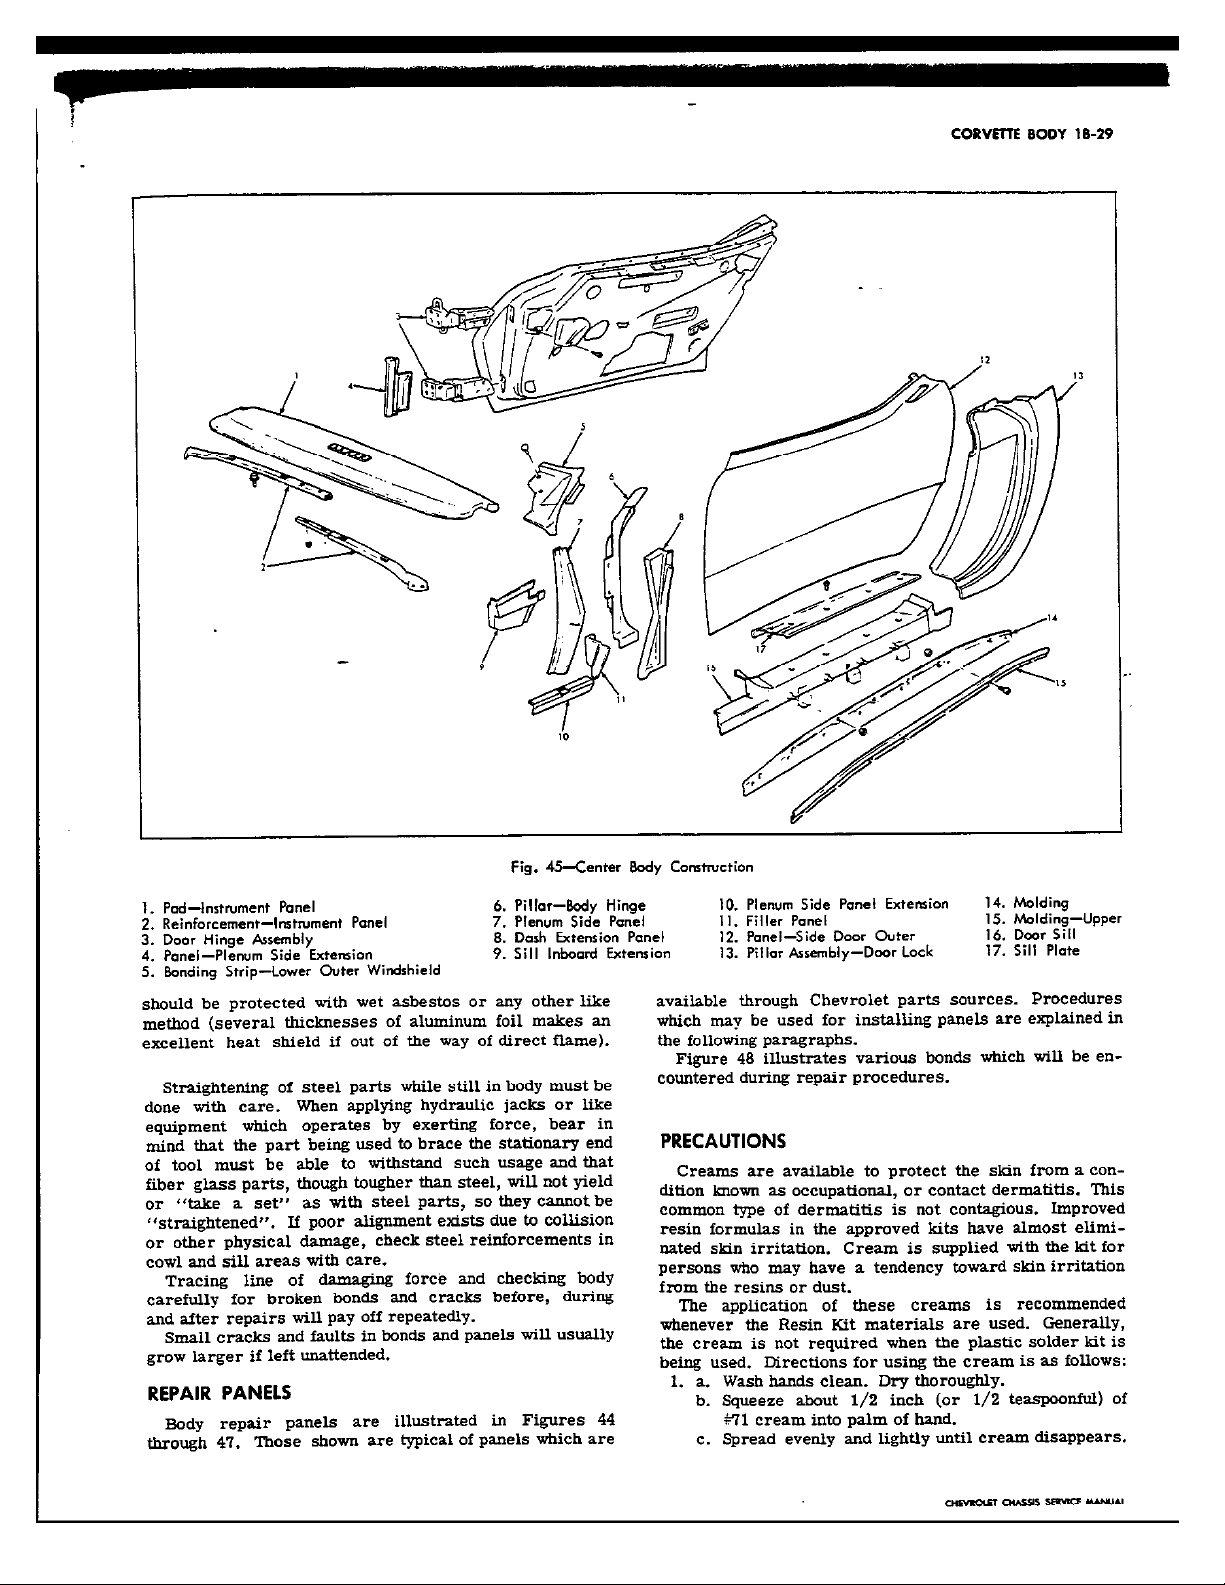 CORVETTE BODY 1B-29
1
2
3
4
5
6
7
8
9
10
11
12
13
14
15
15
17
Fig. 45—Center Body Construction
1. Pad—Instrument Panel
2. Reinforcement—Instrument Panel
3. Door Hinge Assembly
4. Panel—Plenum Side Extension
5. Bonding Strip—Lower Outer Windshield
6. Pillar—Body Hinge
7. Plenum Side Panel
8. Dash Extension Panel
9. Sill Inboard Extension
10. Plenum Side Panel Extension
11. Filler Panel
12. Panel—Side Door Outer
13. Pillar Assembly—Door Lock
14. Molding
15. Molding—Upper
16. Door Sill
17. Sill Plate
should be protected with wet asbestos or any other like
method (several thicknesses of aluminum foil makes an
excellent heat shield if out of the way of direct flame).
Straightening of steel parts while still in body must be
done with care. When applying hydraulic jacks or like
equipment which operates by exerting force, bear in
mind that the part being used to brace the stationary end
of tool must be able to withstand such usage and that
fiber glass parts, though tougher than steel, will not yield
or "take a set" as with steel parts, so they cannot be
"straightened". If poor alignment exists due to collision
or other physical damage, check steel reinforcements in
cowl and sill areas with care.
Tracing line of damaging force and checking body
carefully for broken bonds and cracks before, during
and after repairs will pay off repeatedly.
Small cracks and faults in bonds and panels will usually
grow larger if left unattended.
REPAIR PANELS
Body repair panels are illustrated in Figures 44
through 47. Those shown are typical of panels which are
available through Chevrolet parts sources. Procedures
which may be used for installing panels are explained in
the following paragraphs.
Figure 48 illustrates various bonds which will be en-
countered during repair procedures.
PRECAUTIONS
Creams are available to protect the skin from a con-
dition known as occupational, or contact dermatitis. This
common type of dermatitis is not contagious. Improved
resin formulas in the approved kits have almost elimi-
nated skin irritation. Cream is supplied with the kit for
persons who may have a tendency toward skin irritation
from the resins or dust.
The application of these creams is recommended
whenever the Resin Kit materials are used. Generally,
the cream is not required when the plastic solder kit is
being used. Directions for using the cream is as follows:
1. a. Wash hands clean. Dry thoroughly.
b. Squeeze about 1/2 inch (or 1/2 teaspoonful) of
#71 cream into palm of hand.
c. Spread evenly and lightly until cream disappears.
CHEVROLET CHASSIS SERVICE MANUAL